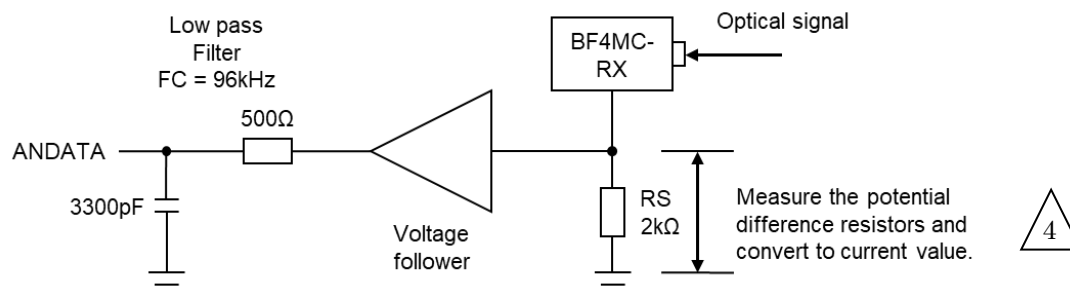 Low pass
Filter
FC = 96kHz
500Ω
ANDATA
3300pF
Voltage
follower
BF4MC-
RX
Optical signal
RS
2kΩ
Measure the potential
difference resistors and
convert to current value.
4